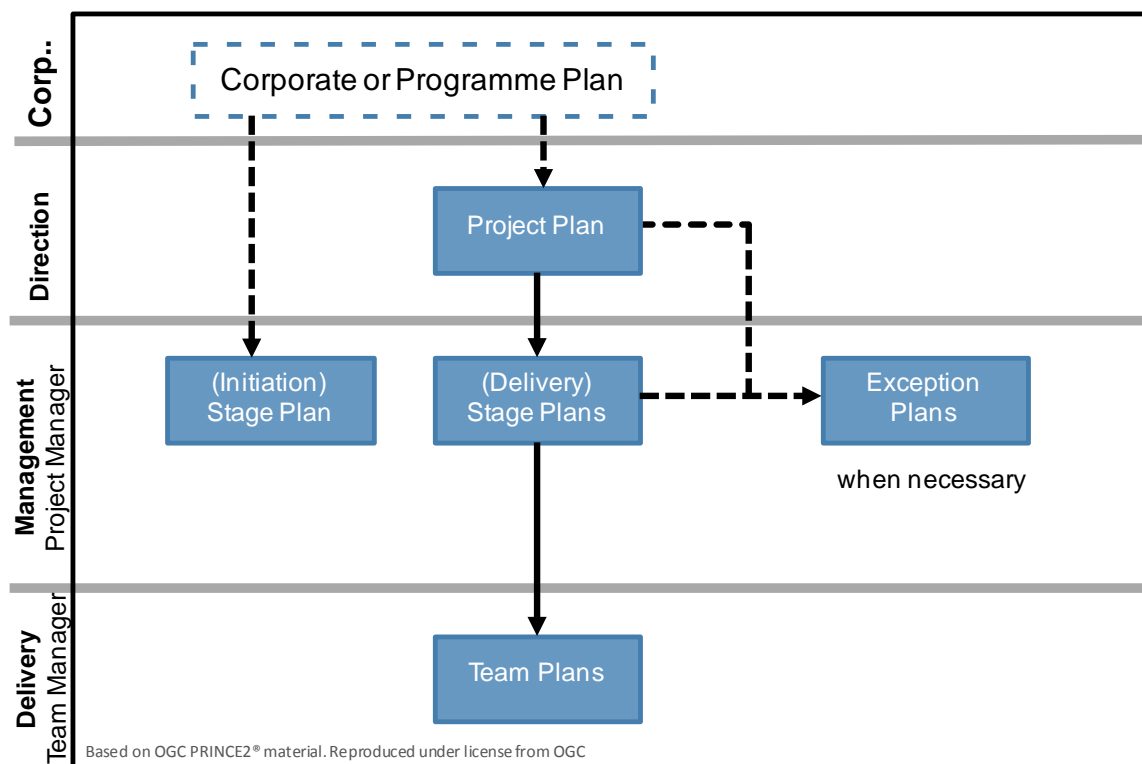 Corp..
Corporate or Programme Plan
Direction
Project Plan
Management
Project Manager
(Initiation)
Stage Plan
(Delivery)
Stage Plans
Exception
Plans
when necessary
Delivery
Team Manager
Team Plans
Based on OGC PRINCE2® material. Reproduced under license from OGC